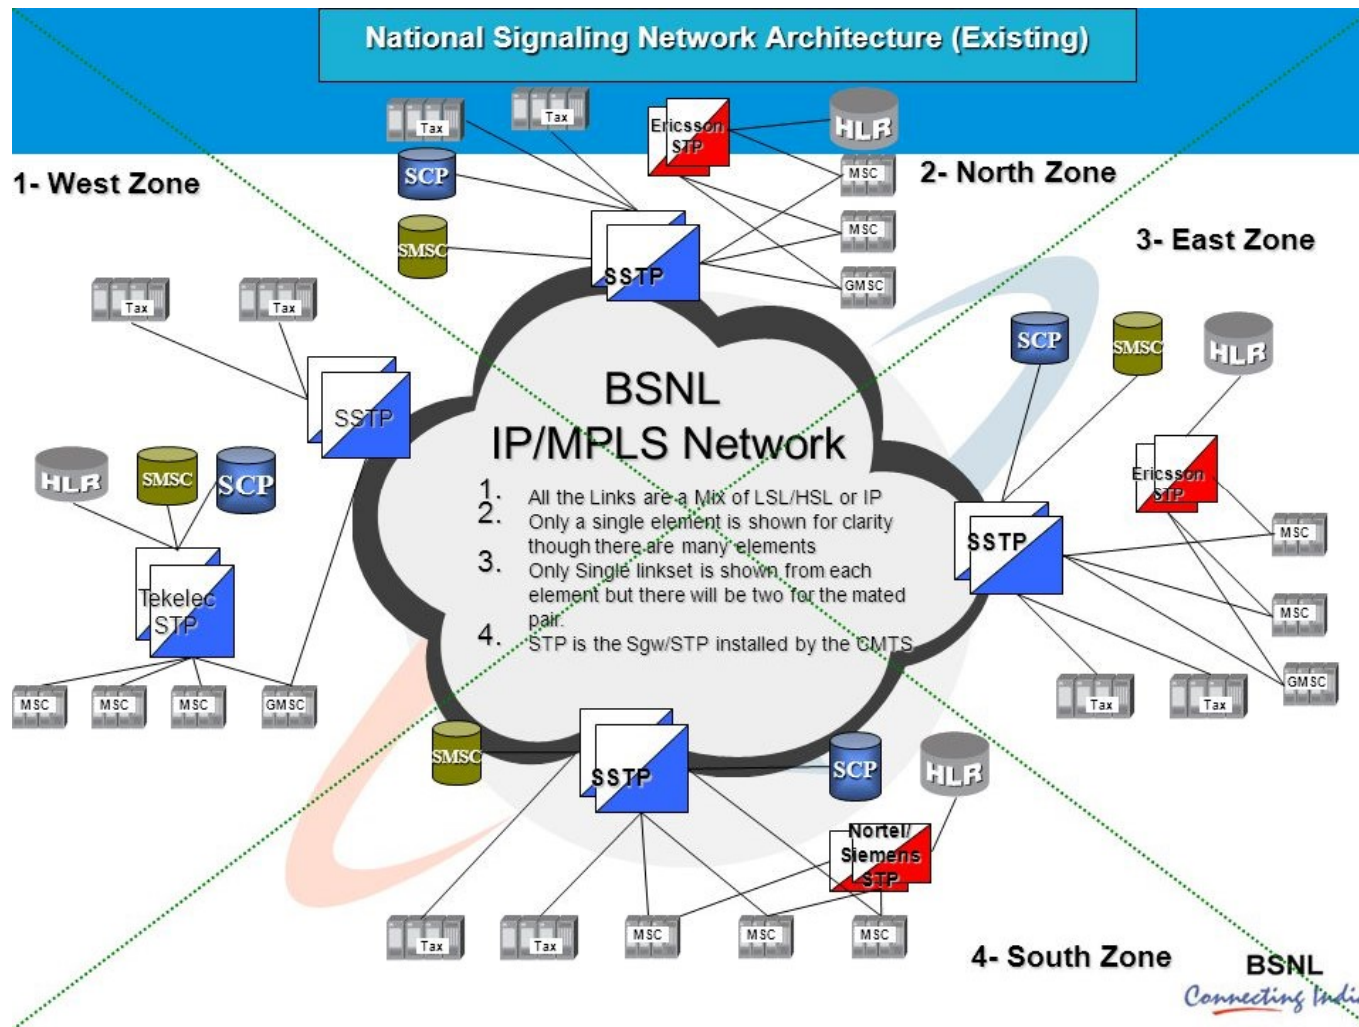 National Signaling Network Architecture (Existing)
Tax
Tax
Ericsson
STP
HLR
1- West Zone
SCP
MSC
2- North Zone
SMSC
SSTP
MSC
GMSC
3- East Zone
Tax
Tax
SSTP
SCP
SMSC
HLR
BSNL
IP/MPLS Network
1. All the Links are a Mix of LSL/HSL or IP
2. Only a single element is shown for clarity
though there are many elements
3. Only Single linkset is shown from each
element but there will be two for the mated
pair.
4. STP is the Sgw/STP installed by the CMTS
HLR
SMSC
SCP
Tekelec
STP
MSC
MSC
MSC
GMSC
Ericsson
STP
SSTP
MSC
MSC
GMSC
Tax
Tax
SMSC
SSTP
SCP
HLR
Nortel/
Siemens
STP
Tax
Tax
MSC
MSC
MSC
4- South Zone
BSNL
Connecting India